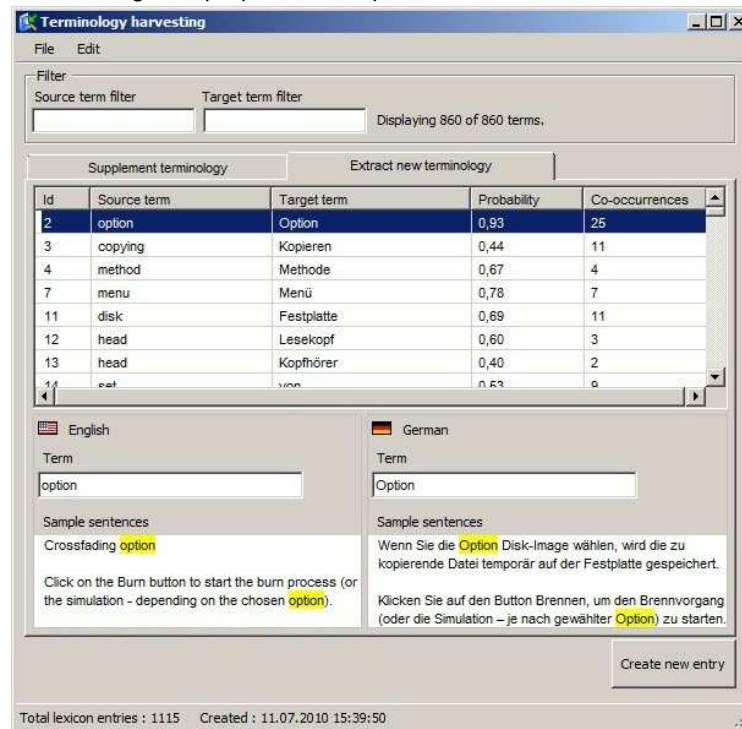 Terminology harvesting
File Edit
Filter
Source term filter Target term filter
Displaying 860 of 860 terms.
Supplement terminology Extract new terminology
Id Source term Target term Probability Co-occurrences
2 option Option 0,93 25
3 copying Kopieren 0,44 11
4 method Methode 0,67 4
7 menu Menü 0,78 7
11 disk Festplatte 0,69 11
12 head Lesekopf 0,60 3
13 head Kopfhörer 0,40 2
14 set von 0,53 9
English German
Term Term
option Option
Sample sentences Sample sentences
Crossfading option
Click on the Burn button to start the burn process (or
the simulation - depending on the chosen option).
Wenn Sie die Option Disk-Image wählen, wird die zu
kopierende Datei temporär auf der Festplatte gespeichert.
Klicken Sie auf den Button Brennen, um den Brennvorgang
(oder die Simulation – je nach gewählter Option) zu starten.
Create new entry
Total lexicon entries : 1115 Created : 11.07.2010 15:39:50